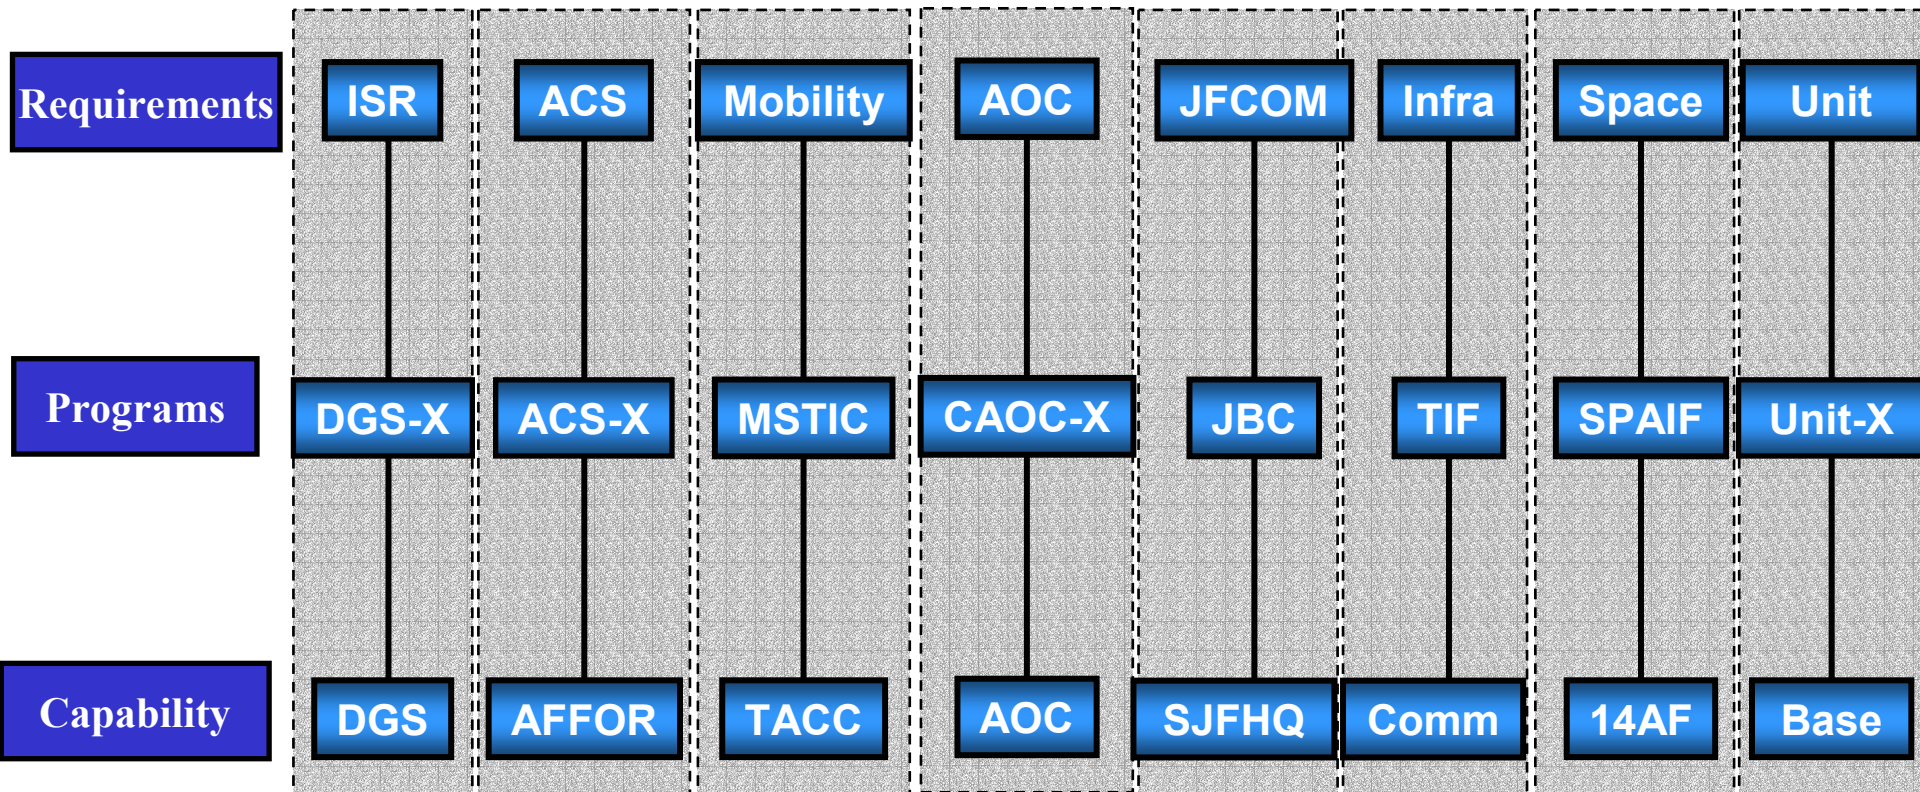 Requirements
ISR
ACS
Mobility
AOC
JFCOM
Infra
Space
Unit
Programs
DGS-X
ACS-X
MSTIC
CAOC-X
JBC
TIF
SPAIF
Unit-X
Capability
DGS
AFFOR
TACC
AOC
SJFHQ
Comm
14AF
Base